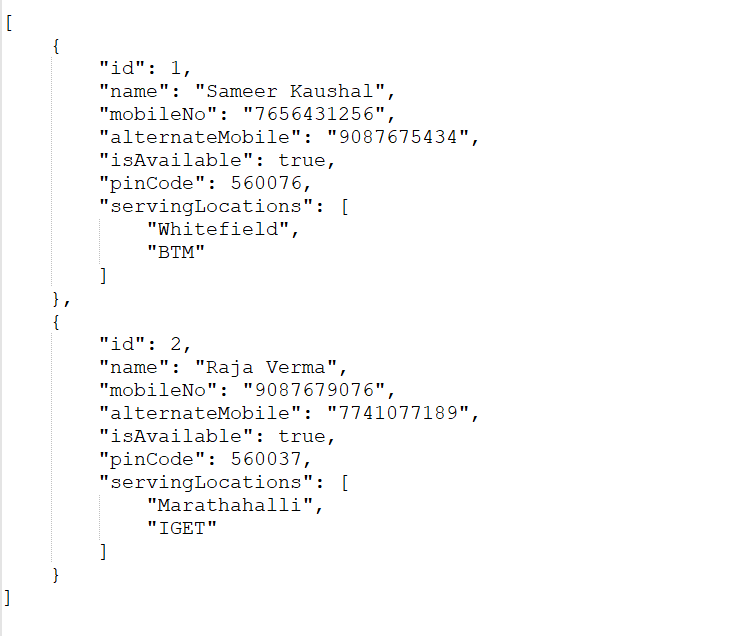 [
{
"id": 1,
"name": "Sameer Kaushal",
"mobileNo": "7656431256",
"alternateMobile": "9087675434",
"isAvailable": true,
"pinCode": 560076,
"servingLocations": [
"Whitefield",
"BTM"
]
},
{
"id": 2,
"name": "Raja Verma",
"mobileNo": "9087679076",
"alternateMobile": "7741077189",
"isAvailable": true,
"pinCode": 560037,
"servingLocations": [
"Marathahalli",
"IGET"
]
}
]